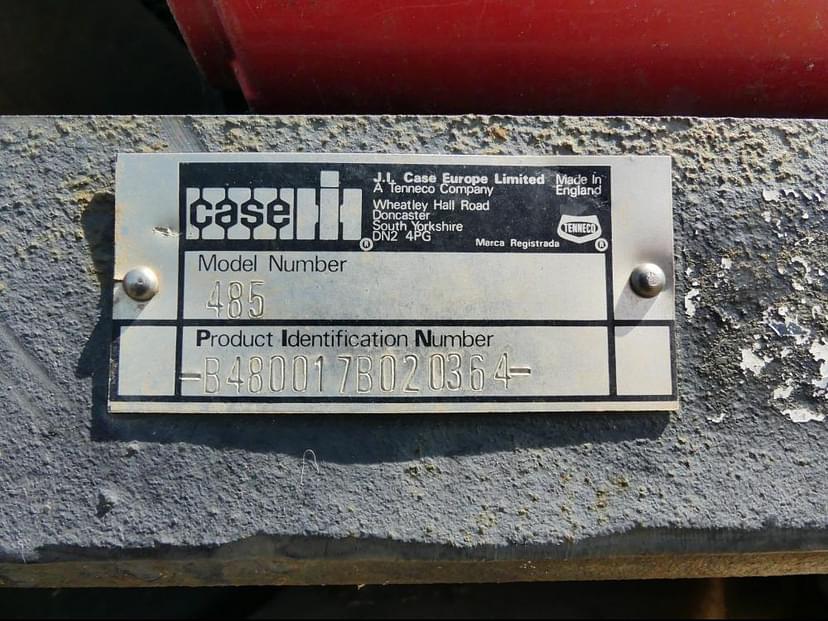 case IH ®
J.I. Case Europe Limited
A Tenneco Company
Wheatley Hall Road
Doncaster
South Yorkshire
DN2 4PG
Made In
England
TENNECO ®
Marca Registrada
Model Number
485
Product Identification Number
-B480017B020364-